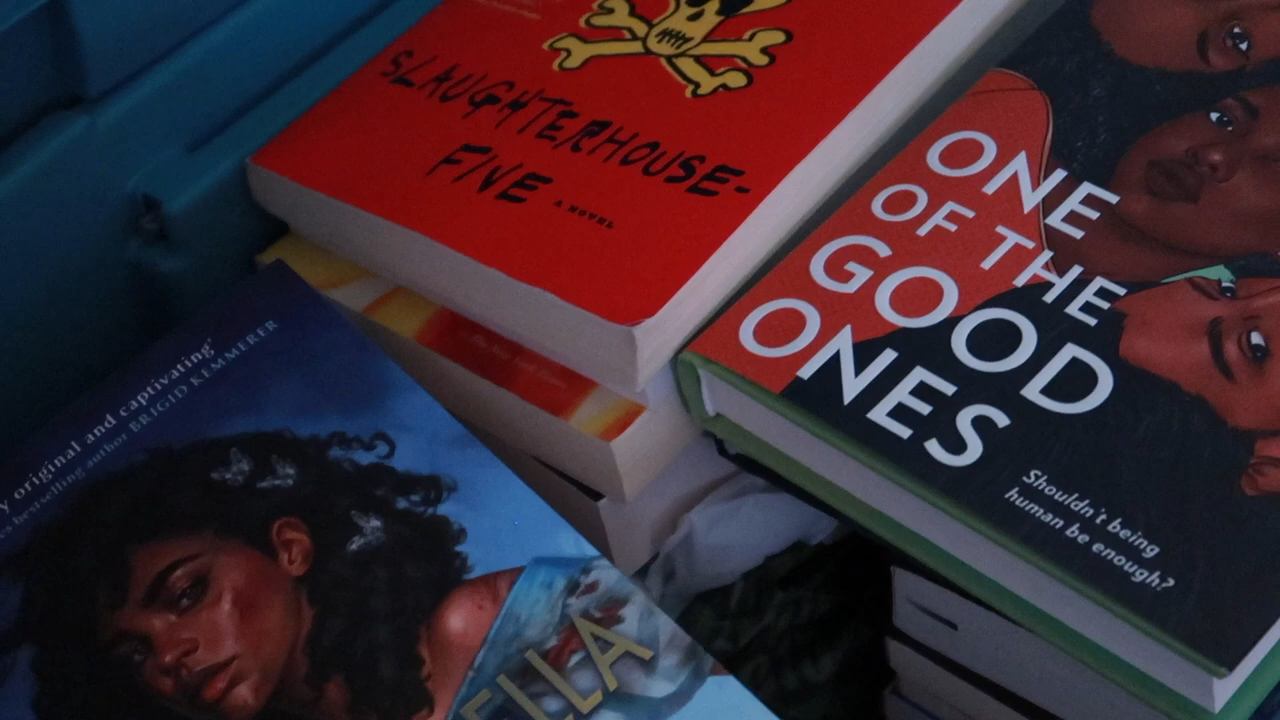 SLAUGHTERHOUSE-
FIVE
A NOVEL
ONE
OF THE
GOOD
ONES
Shouldn't being
human be enough?
y original and captivating'
es bestselling author BRIGID KEMMERER
ELLA